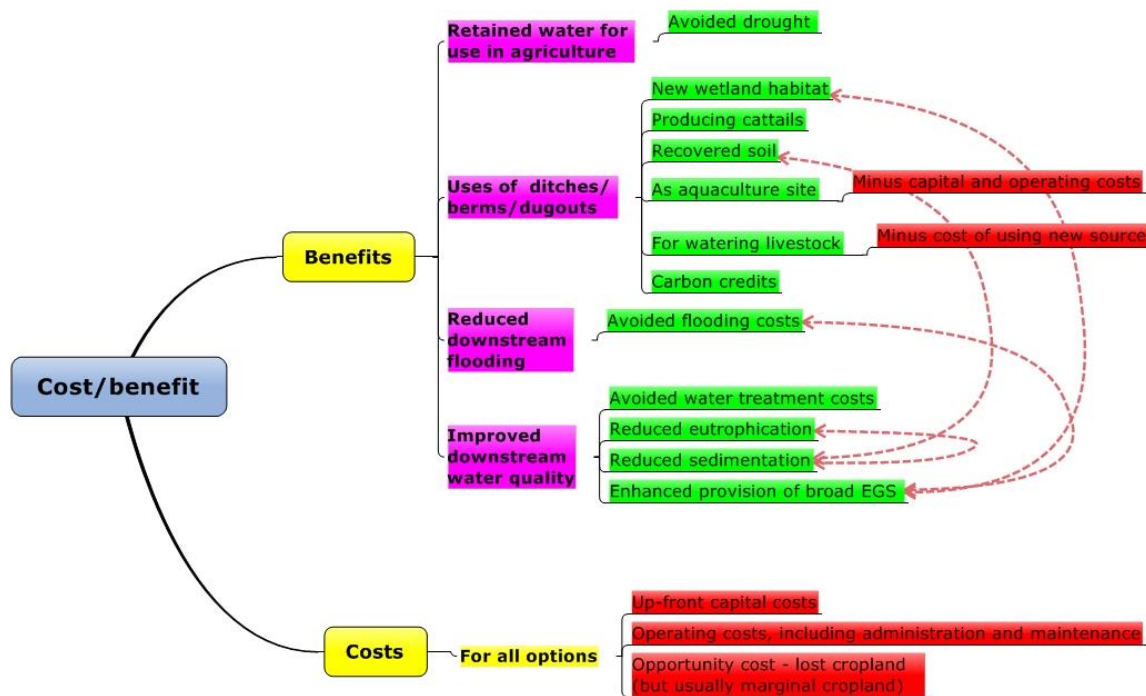 Retained water for
use in agriculture
Avoided drought
New wetland habitat
Producing cattails
Recovered soil
Uses of ditches/
berms/dugouts
As aquaculture site
Minus capital and operating costs
For watering livestock
Minus cost of using new source
Carbon credits
Benefits
Reduced
downstream
flooding
Avoided flooding costs
Cost/benefit
Improved
downstream
water quality
Avoided water treatment costs
Reduced eutrophication
Reduced sedimentation
Enhanced provision of broad EGS
Costs
For all options
Up-front capital costs
Operating costs, including administration and maintenance
Opportunity cost - lost cropland
(but usually marginal cropland)